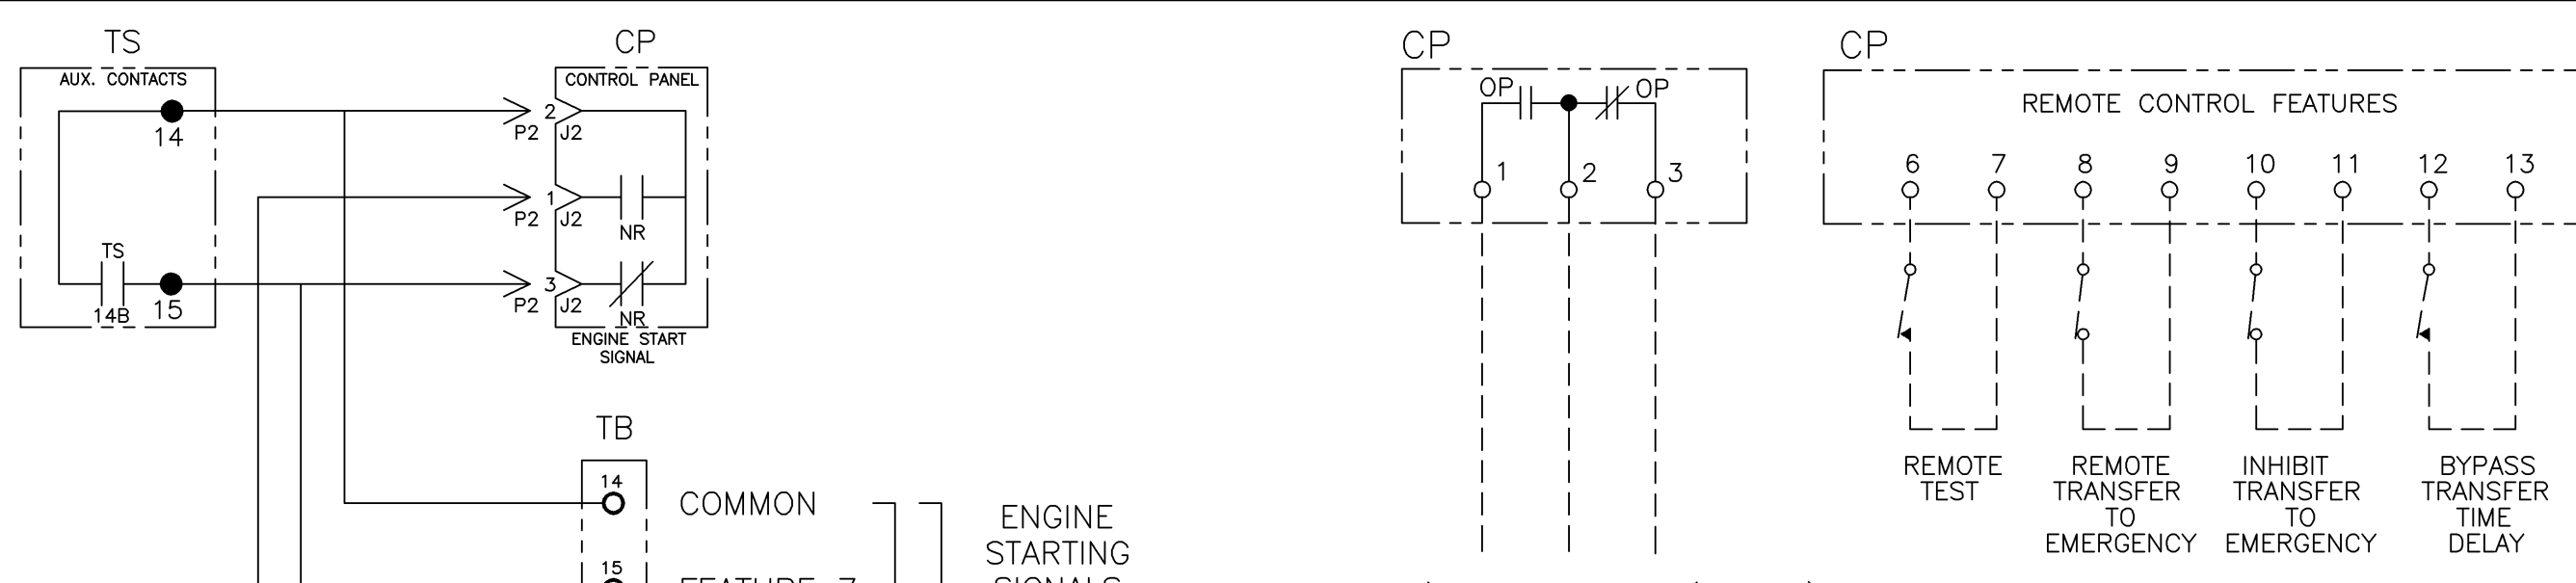 TS
AUX. CONTACTS
14
TS
14B
15
CP
CONTROL PANEL
2
P2 J2
1
P2 J2
NR
3
P2 J2
NR
ENGINE START
SIGNAL
TB
14
COMMON
15
ENGINE
STARTING
SIGNALS
FEATURE 7
CP
OP
OP
1
2
3
CP
REMOTE CONTROL FEATURES
6 7 8 9 10 11 12 13
REMOTE
TEST
REMOTE
TRANSFER
TO
EMERGENCY
INHIBIT
TRANSFER
TO
EMERGENCY
BYPASS
TRANSFER
TIME
DELAY